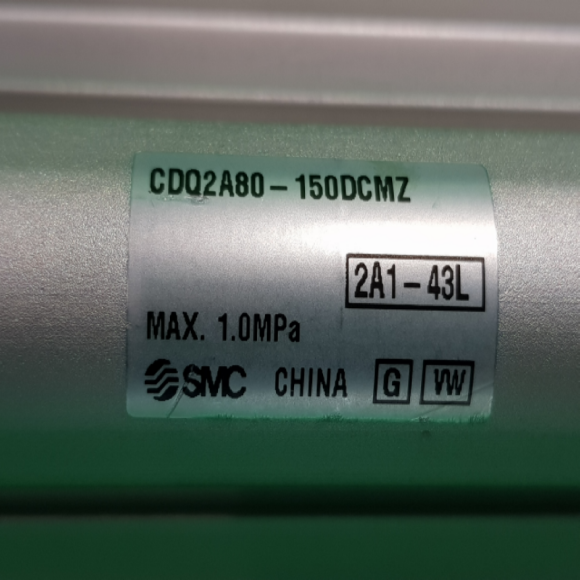 CDQ2A80-150DCMZ
2A1-43L
MAX. 1.0MPa
SMC CHINA G VW